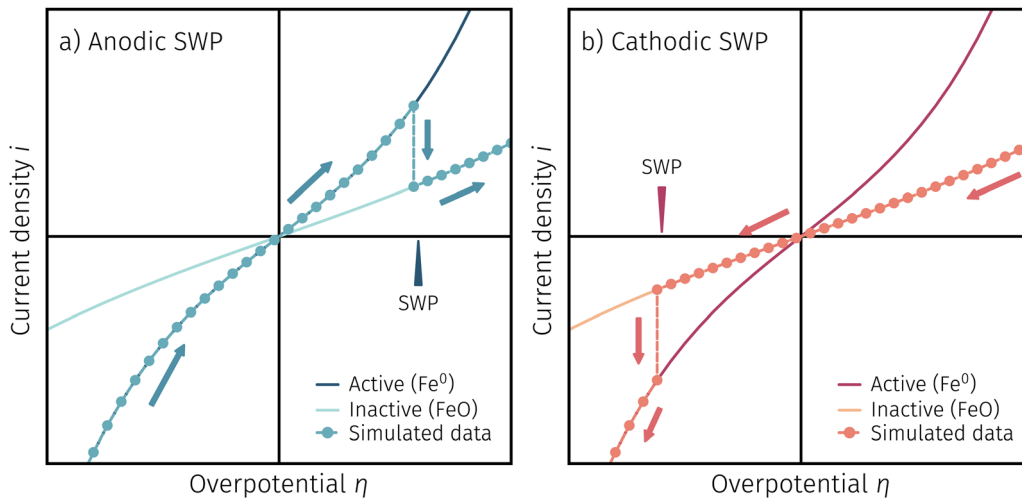 a) Anodic SWP
Current density i
SWP
Active (Fe⁰)
Inactive (FeO)
Simulated data
Overpotential η
b) Cathodic SWP
Current density i
SWP
Active (Fe⁰)
Inactive (FeO)
Simulated data
Overpotential η